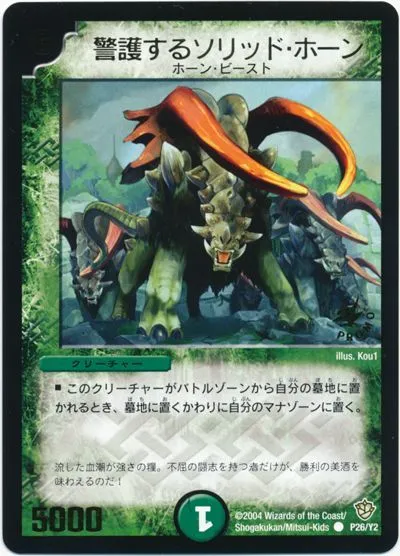 警護するソリッド・ホーン
ホーン・ビースト
PROMO
illus. Kou1
クリーチャー
■ このクリーチャーがバトルゾーンから自分の墓地に置
かれるとき、墓地に置くかわりに自分のマナゾーンに置く。
流した血潮が強さの糧。不屈の闘志を持つ者だけが、勝利の美酒を
味わえるのだ!
5000
1
©2004 Wizards of the Coast/
Shogakukan/Mitsui-Kids ● P26/Y2